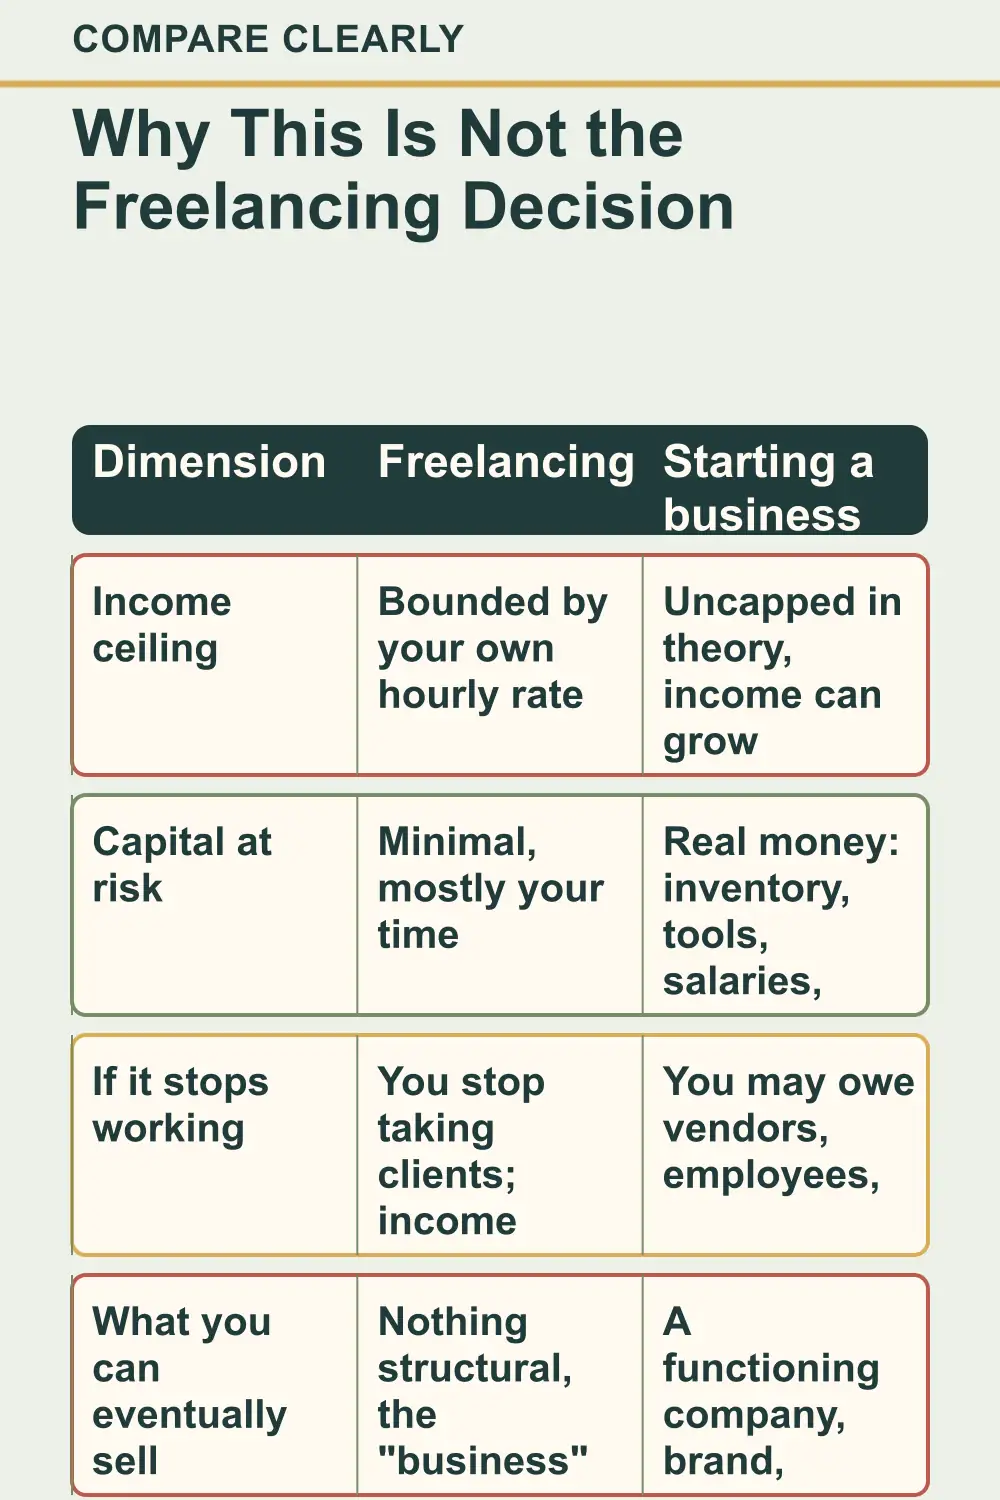 COMPARE CLEARLY
Why This Is Not the
Freelancing Decision
Dimension
Freelancing
Starting a
business
Income
ceiling
Bounded by
your own
hourly rate
Uncapped in
theory,
income can
grow
Capital at
risk
Minimal,
mostly your
time
Real money:
inventory,
tools,
salaries,
If it stops
working
You stop
taking
clients;
income
You may owe
vendors,
employees,
What you
can
eventually
sell
Nothing
structural,
the
"business"
A
functioning
company,
brand,